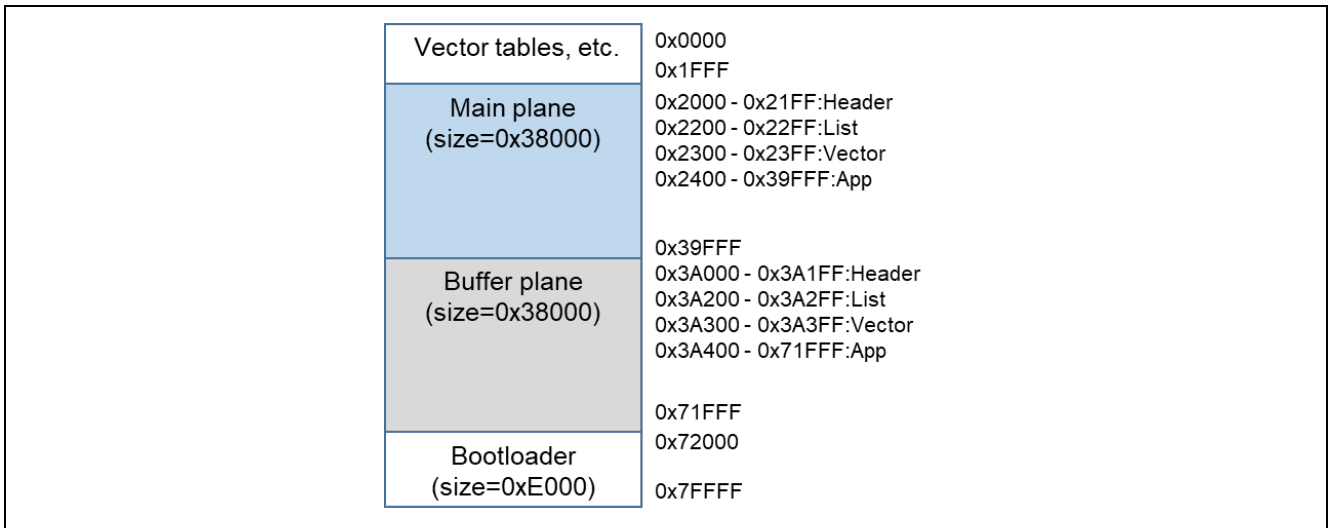 Vector tables, etc.
0x0000
0x1FFF
Main plane
(size=0x38000)
0x2000 - 0x21FF:Header
0x2200 - 0x22FF:List
0x2300 - 0x23FF:Vector
0x2400 - 0x39FFF:App
0x39FFF
Buffer plane
(size=0x38000)
0x3A000 - 0x3A1FF:Header
0x3A200 - 0x3A2FF:List
0x3A300 - 0x3A3FF:Vector
0x3A400 - 0x71FFF:App
0x71FFF
Bootloader
(size=0xE000)
0x72000
0x7FFFF